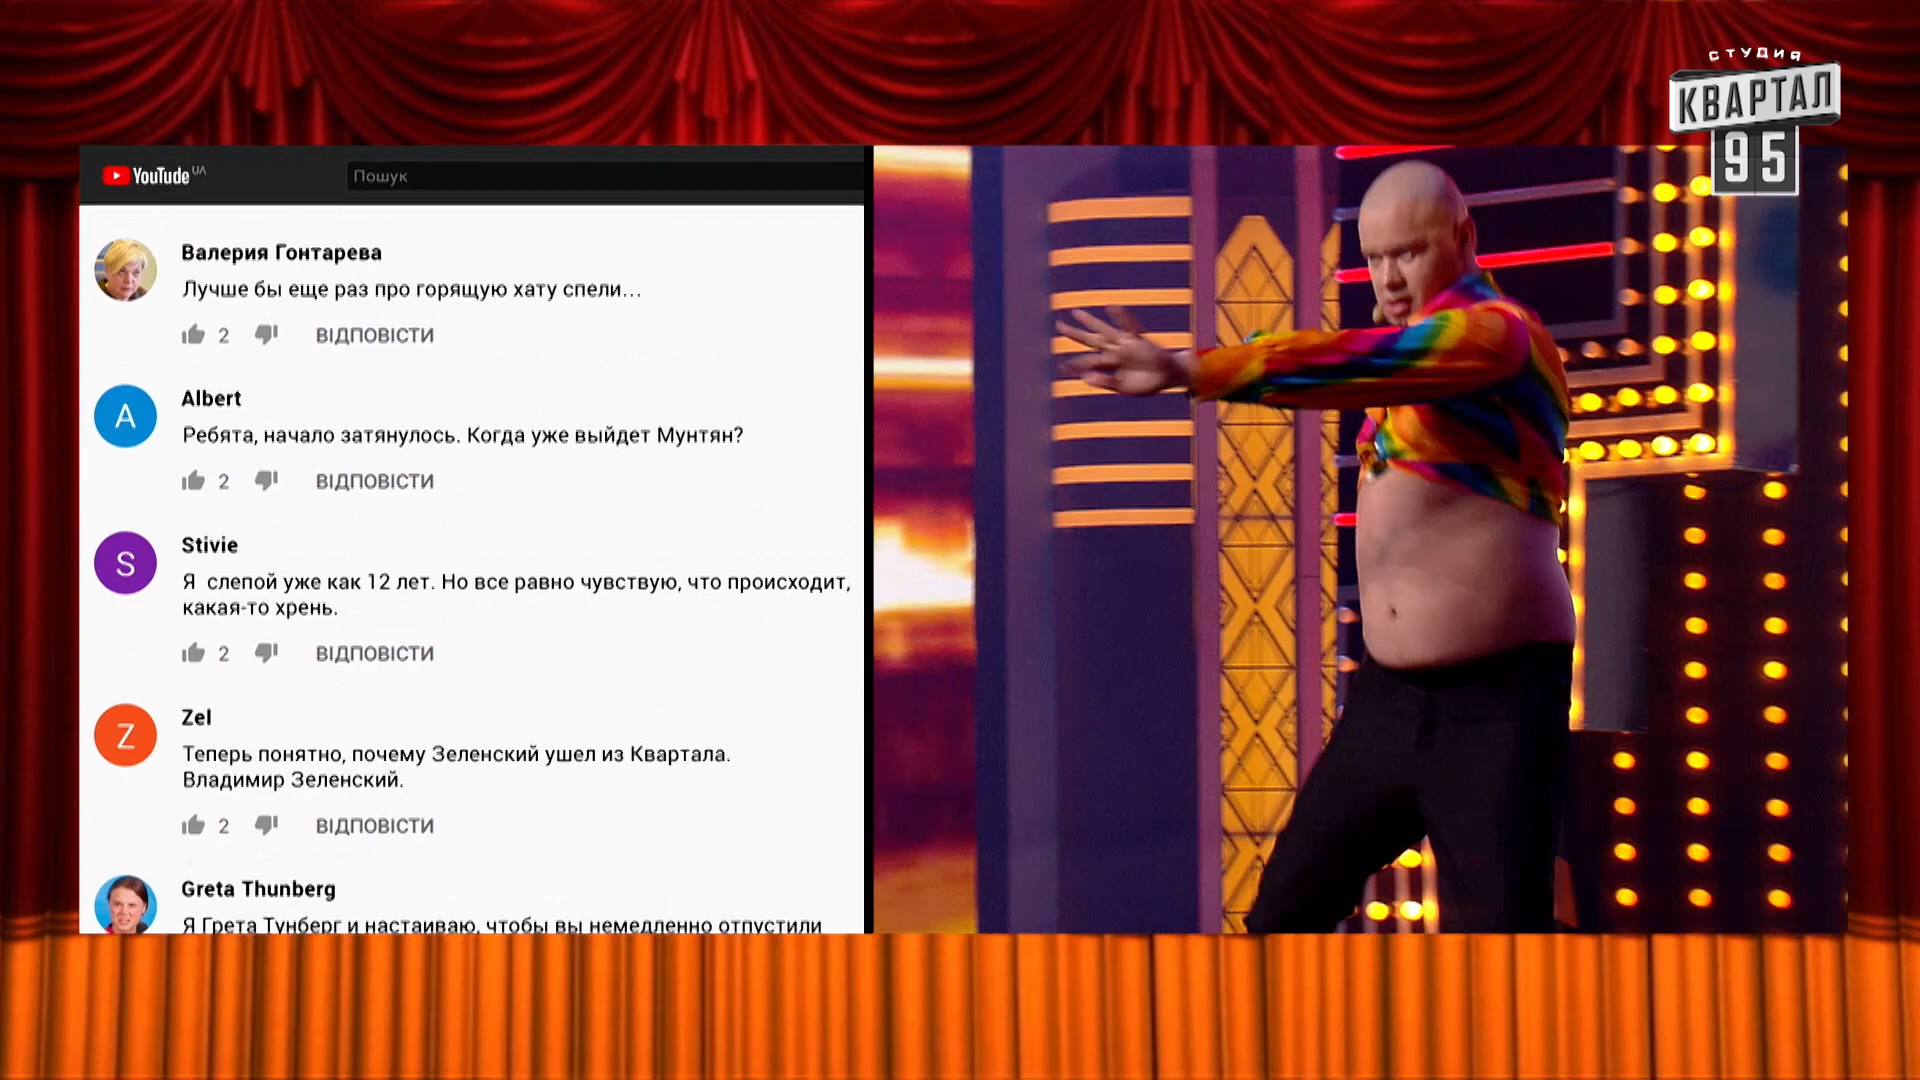 СТУДИЯ
КВАРТАЛ
95
YouTude UA
Пошук
Валерия Гонтарева
Лучше бы еще раз про горящую хату спели...
2 ВІДПОВІСТИ
Albert
Ребята, начало затянулось. Когда уже выйдет Мунтян?
2 ВІДПОВІСТИ
Stivie
Я слепой уже как 12 лет. Но все равно чувствую, что происходит,
какая-то хрень.
2 ВІДПОВІСТИ
Zel
Теперь понятно, почему Зеленский ушел из Квартала.
Владимир Зеленский.
2 ВІДПОВІСТИ
Greta Thunberg
Я Грета Тунберг и настаиваю, чтобы вы немедленно отпустили
A
S
Z